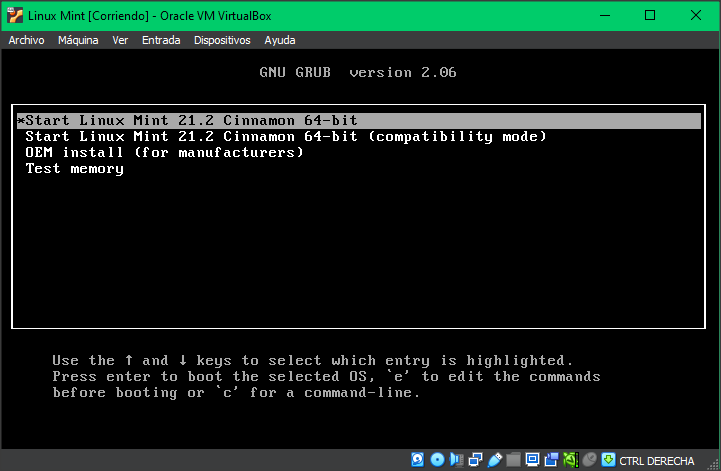 Linux Mint [Corriendo] - Oracle VM VirtualBox
Archivo Máquina Ver Entrada Dispositivos Ayuda
GNU GRUB version 2.06
*Start Linux Mint 21.2 Cinnamon 64-bit
Start Linux Mint 21.2 Cinnamon 64-bit (compatibility mode)
OEM install (for manufacturers)
Test memory
Use the ↑ and ↓ keys to select which entry is highlighted.
Press enter to boot the selected OS, `e' to edit the commands
before booting or `c' for a command-line.
CTRL DERECHA